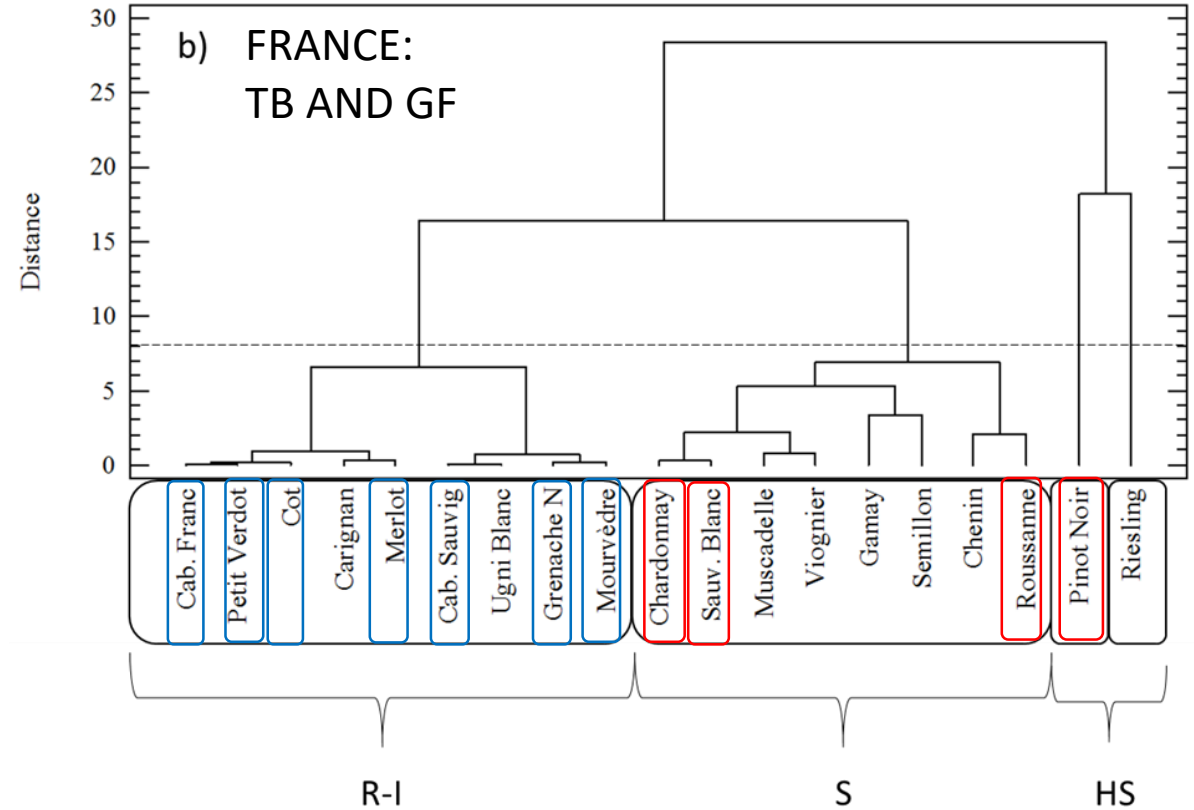 b) FRANCE:
TB AND GF
Distance
30
25
20
15
10
5
0
Cab. Franc
Petit Verdot
Cot
Carignan
Merlot
Cab. Sauvig
Ugni Blanc
Grenache N
Mourvèdre
Chardonnay
Sauv. Blanc
Muscadelle
Viognier
Gamay
Semillon
Chenin
Roussanne
Pinot Noir
Riesling
R-I
S
HS